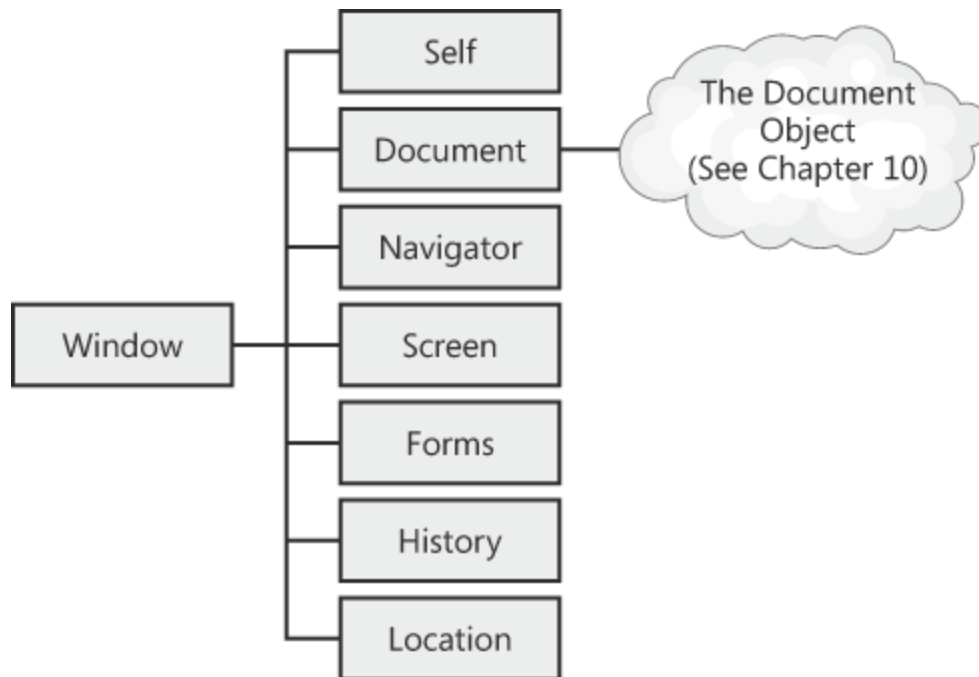 Self
The Document
Object
(See Chapter 10)
Document
Navigator
Window
Screen
Forms
History
Location